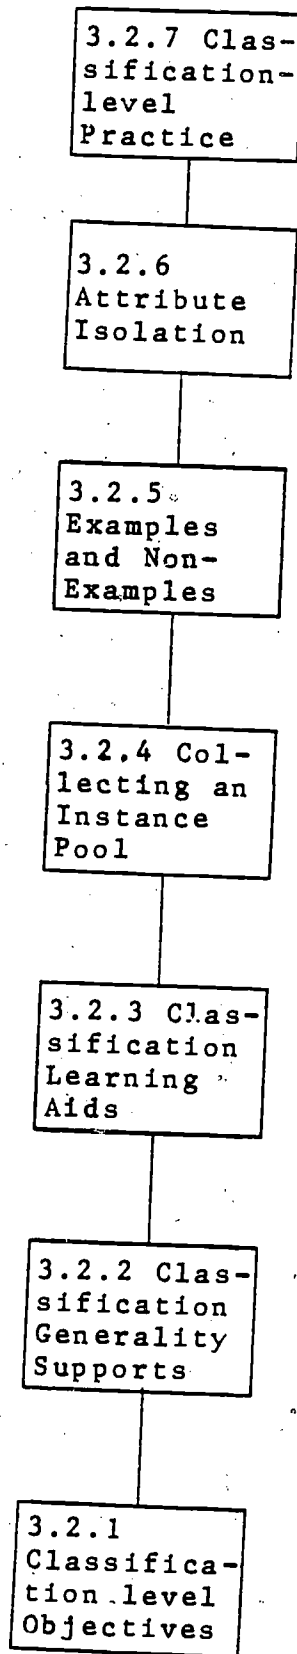 3.2.7 Clas-
sification-
level
Practice
3.2.6
Attribute
Isolation
3.2.5
Examples
and Non-
Examples
3.2.4 Col-
lecting an
Instance
Pool
3.2.3 Clas-
sification
Learning
Aids
3.2.2 Clas-
sification
Generality
Supports
3.2.1
Classifica-
tion level
Objectives